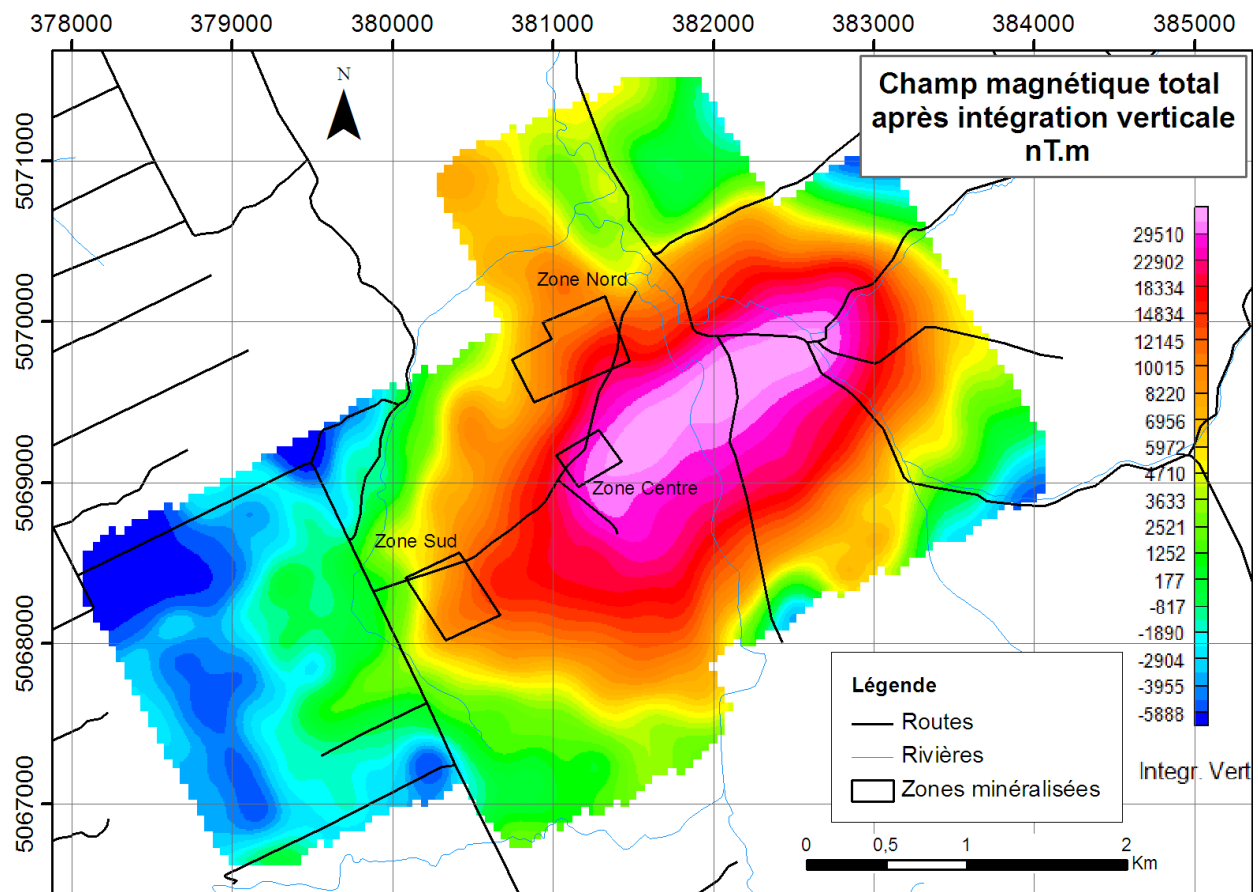 378000 379000 380000 381000 382000 383000 384000 385000
N
Champ magnétique total
après intégration verticale
nT.m
5071000
5070000
5069000
5068000
5067000
Zone Nord
Zone Centre
Zone Sud
29510
22902
18334
14834
12145
10015
8220
6956
5972
4710
3633
2521
1252
177
-817
-1890
-2904
-3955
-5888
Integr. Vert
Légende
Routes
Rivières
Zones minéralisées
0 0,5 1 2
Km